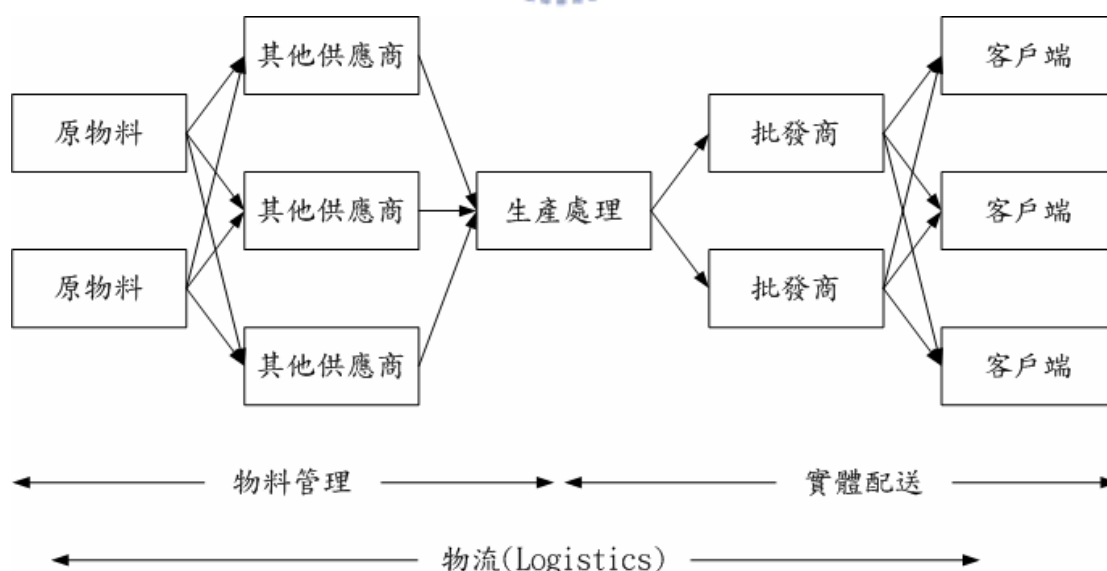 其他供應商
客戶端
原物料
批發商
其他供應商
生產處理
客戶端
原物料
批發商
其他供應商
客戶端
物料管理
實體配送
物流(Logistics)